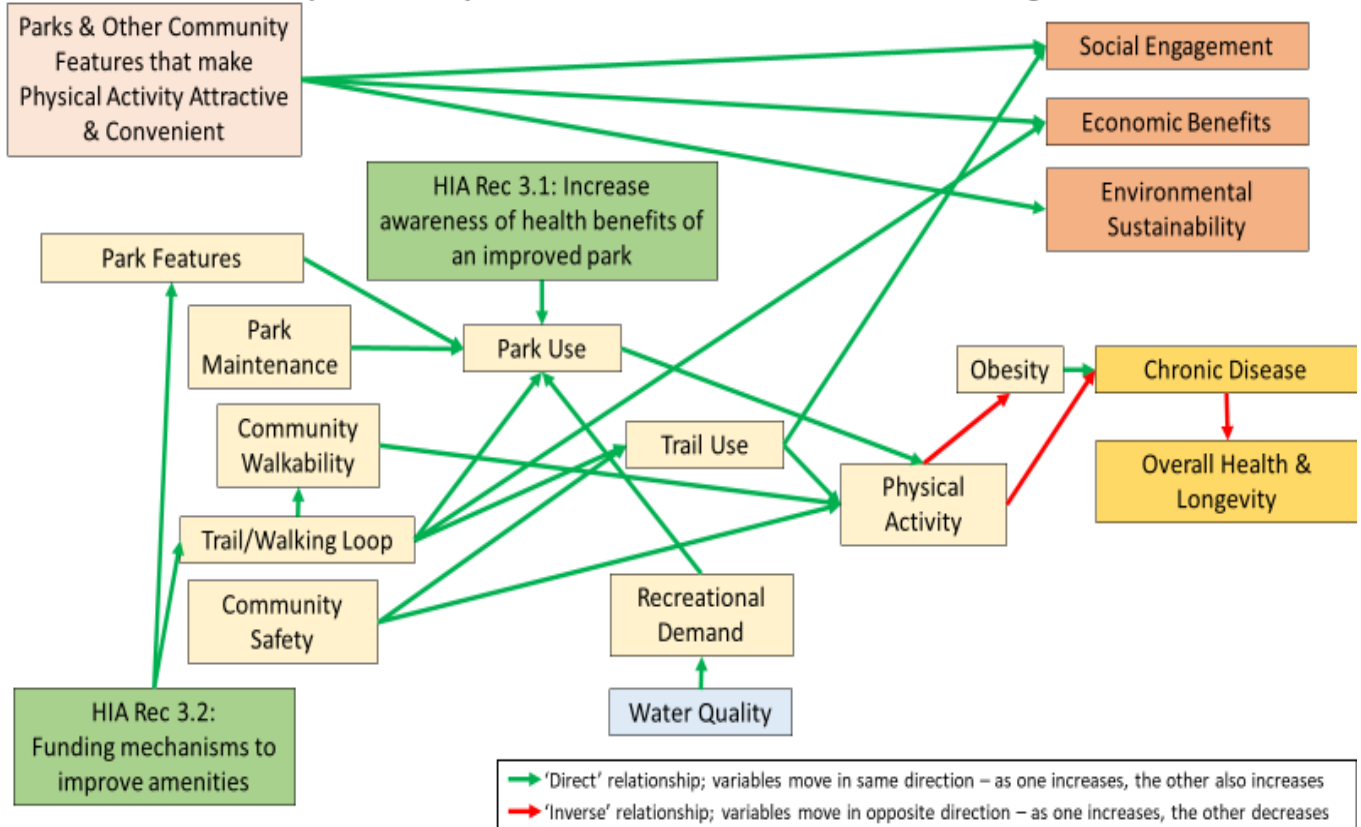 Parks & Other Community
Features that make
Physical Activity Attractive
& Convenient
Social Engagement
Economic Benefits
Environmental
Sustainability
HIA Rec 3.1: Increase
awareness of health benefits of
an improved park
Park Features
Park
Maintenance
Park Use
Obesity
Chronic Disease
Community
Walkability
Trail Use
Physical
Activity
Overall Health &
Longevity
Trail/Walking Loop
Community
Safety
Recreational
Demand
HIA Rec 3.2:
Funding mechanisms to
improve amenities
Water Quality
'Direct' relationship; variables move in same direction – as one increases, the other also increases
'Inverse' relationship; variables move in opposite direction – as one increases, the other decreases